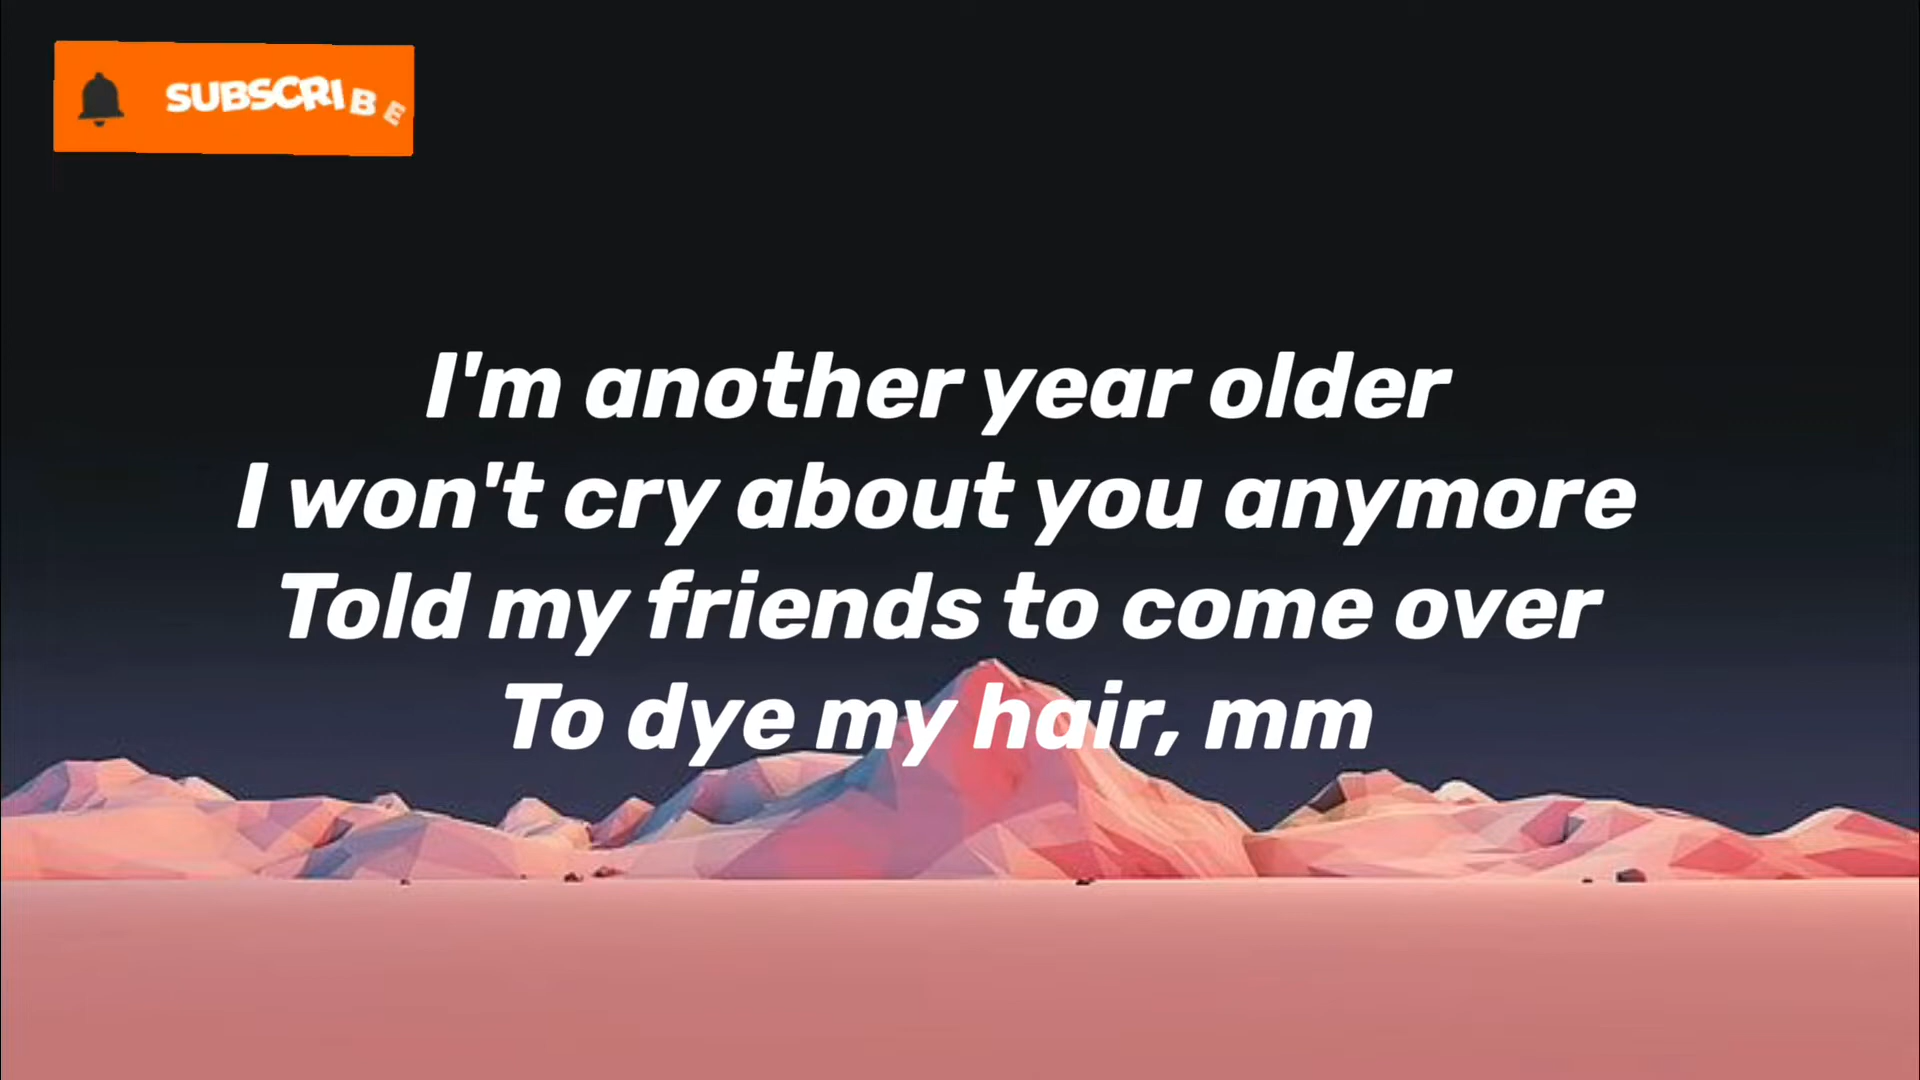 SUBSCRIBE
I'm another year older
I won't cry about you anymore
Told my friends to come over
To dye my hair, mm